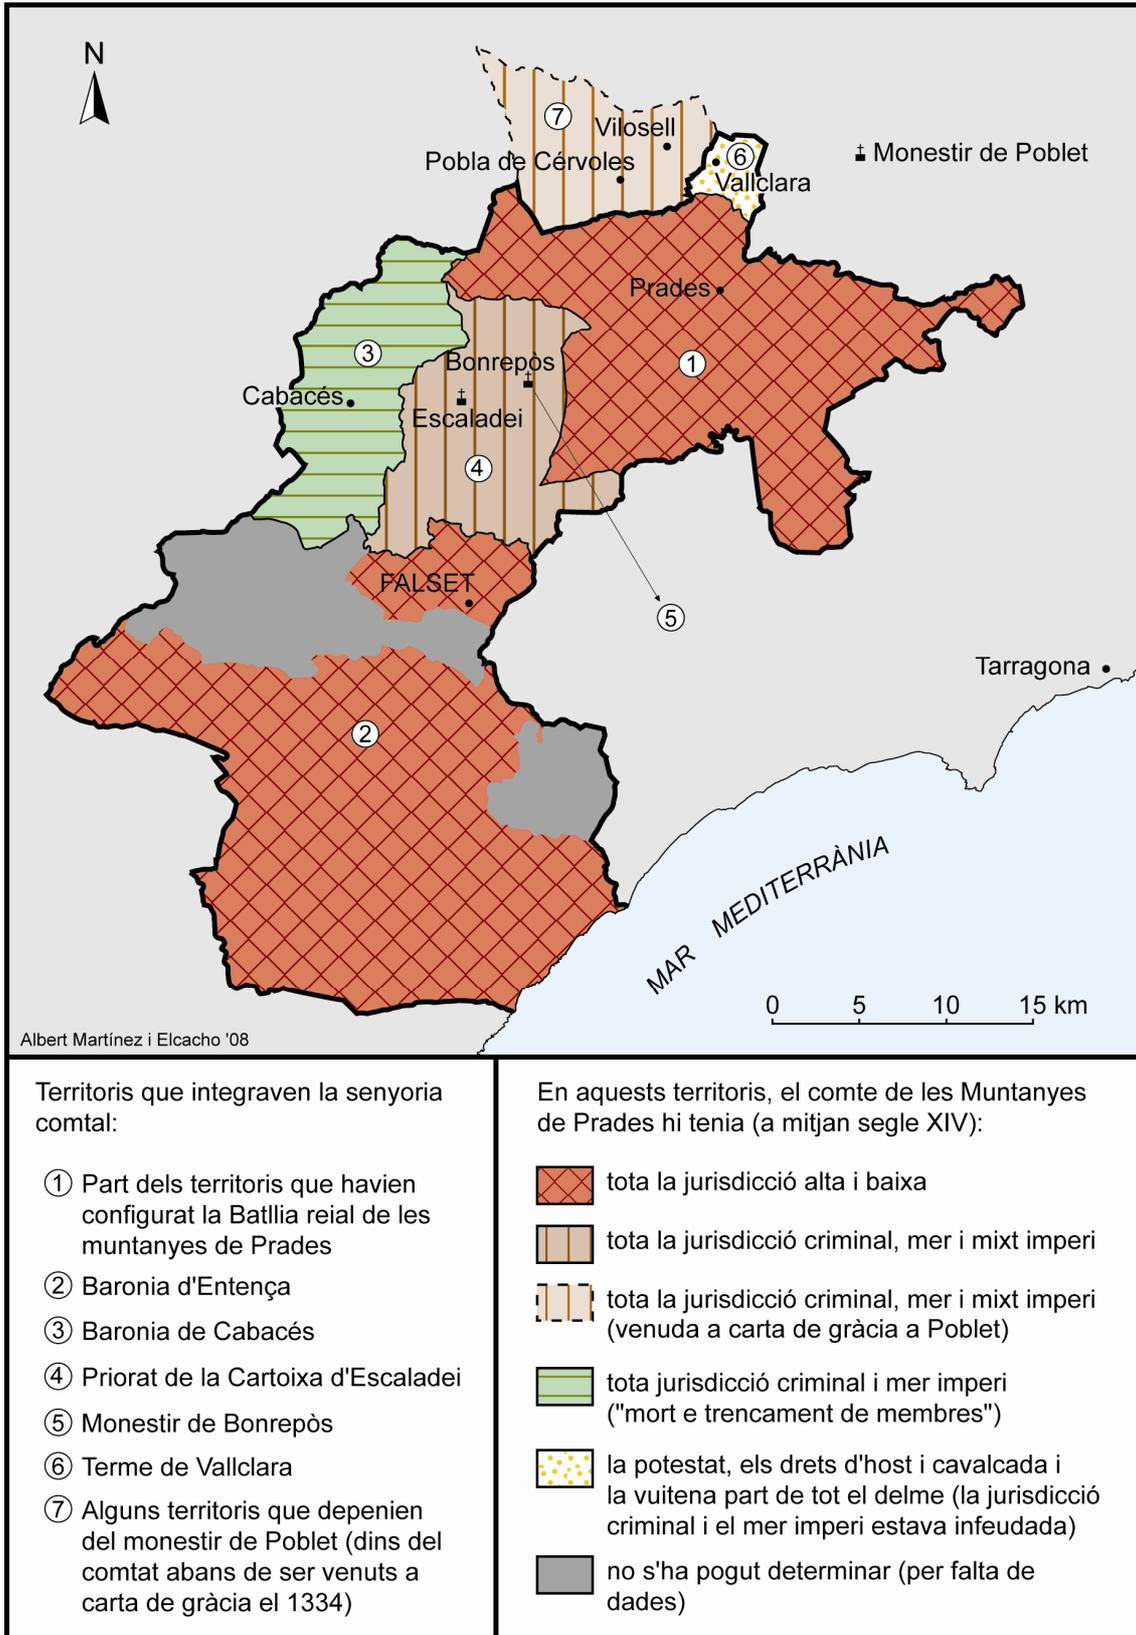 N
7
Vilosell
Pobla de Cérvoles
6
Vallclara
Monestir de Poblet
Prades
3
1
Bonrepòs
Cabacés
Escaladei
4
FALSET
5
Tarragona
2
MAR MEDITERRÀNIA
0 5 10 15 km
Albert Martínez i Elcacho '08
Territoris que integraven la senyoria
comtal:
1 Part dels territoris que havien
configurat la Batllia reial de les
muntanyes de Prades
2 Baronia d'Entença
3 Baronia de Cabacés
4 Priorat de la Cartoixa d'Escaladei
5 Monestir de Bonrepòs
6 Terme de Vallclara
7 Alguns territoris que depenien
del monestir de Poblet (dins del
comtat abans de ser venuts a
carta de gràcia el 1334)
En aquests territoris, el comte de les Muntanyes
de Prades hi tenia (a mitjan segle XIV):
tota la jurisdicció alta i baixa
tota la jurisdicció criminal, mer i mixt imperi
tota la jurisdicció criminal, mer i mixt imperi
(venuda a carta de gràcia a Poblet)
tota jurisdicció criminal i mer imperi
("mort e trencament de membres")
la potestat, els drets d'host i cavalcada i
la vuitena part de tot el delme (la jurisdicció
criminal i el mer imperi estava infeudada)
no s'ha pogut determinar (per falta de
dades)